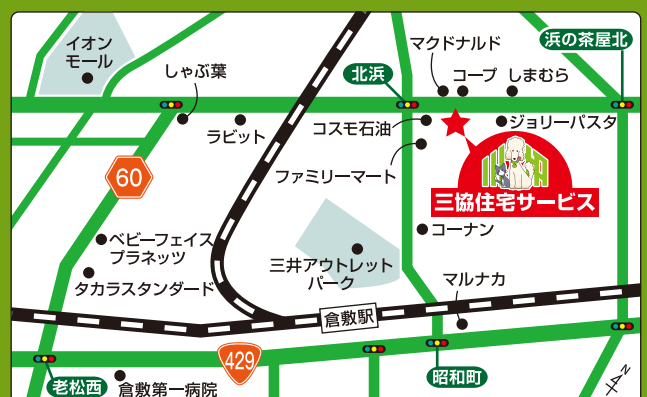 イオン
モール
しゃぶ葉
ラビット
北浜
マクドナルド
コープ
しまむら
浜の茶屋北
コスモ石油
ジョリーパスタ
ファミリーマート
三協住宅サービス
60
ベビーフェイス
プラネッツ
タカラスタンダード
三井アウトレット
パーク
コーナン
マルナカ
倉敷駅
429
老松西
倉敷第一病院
昭和町
N